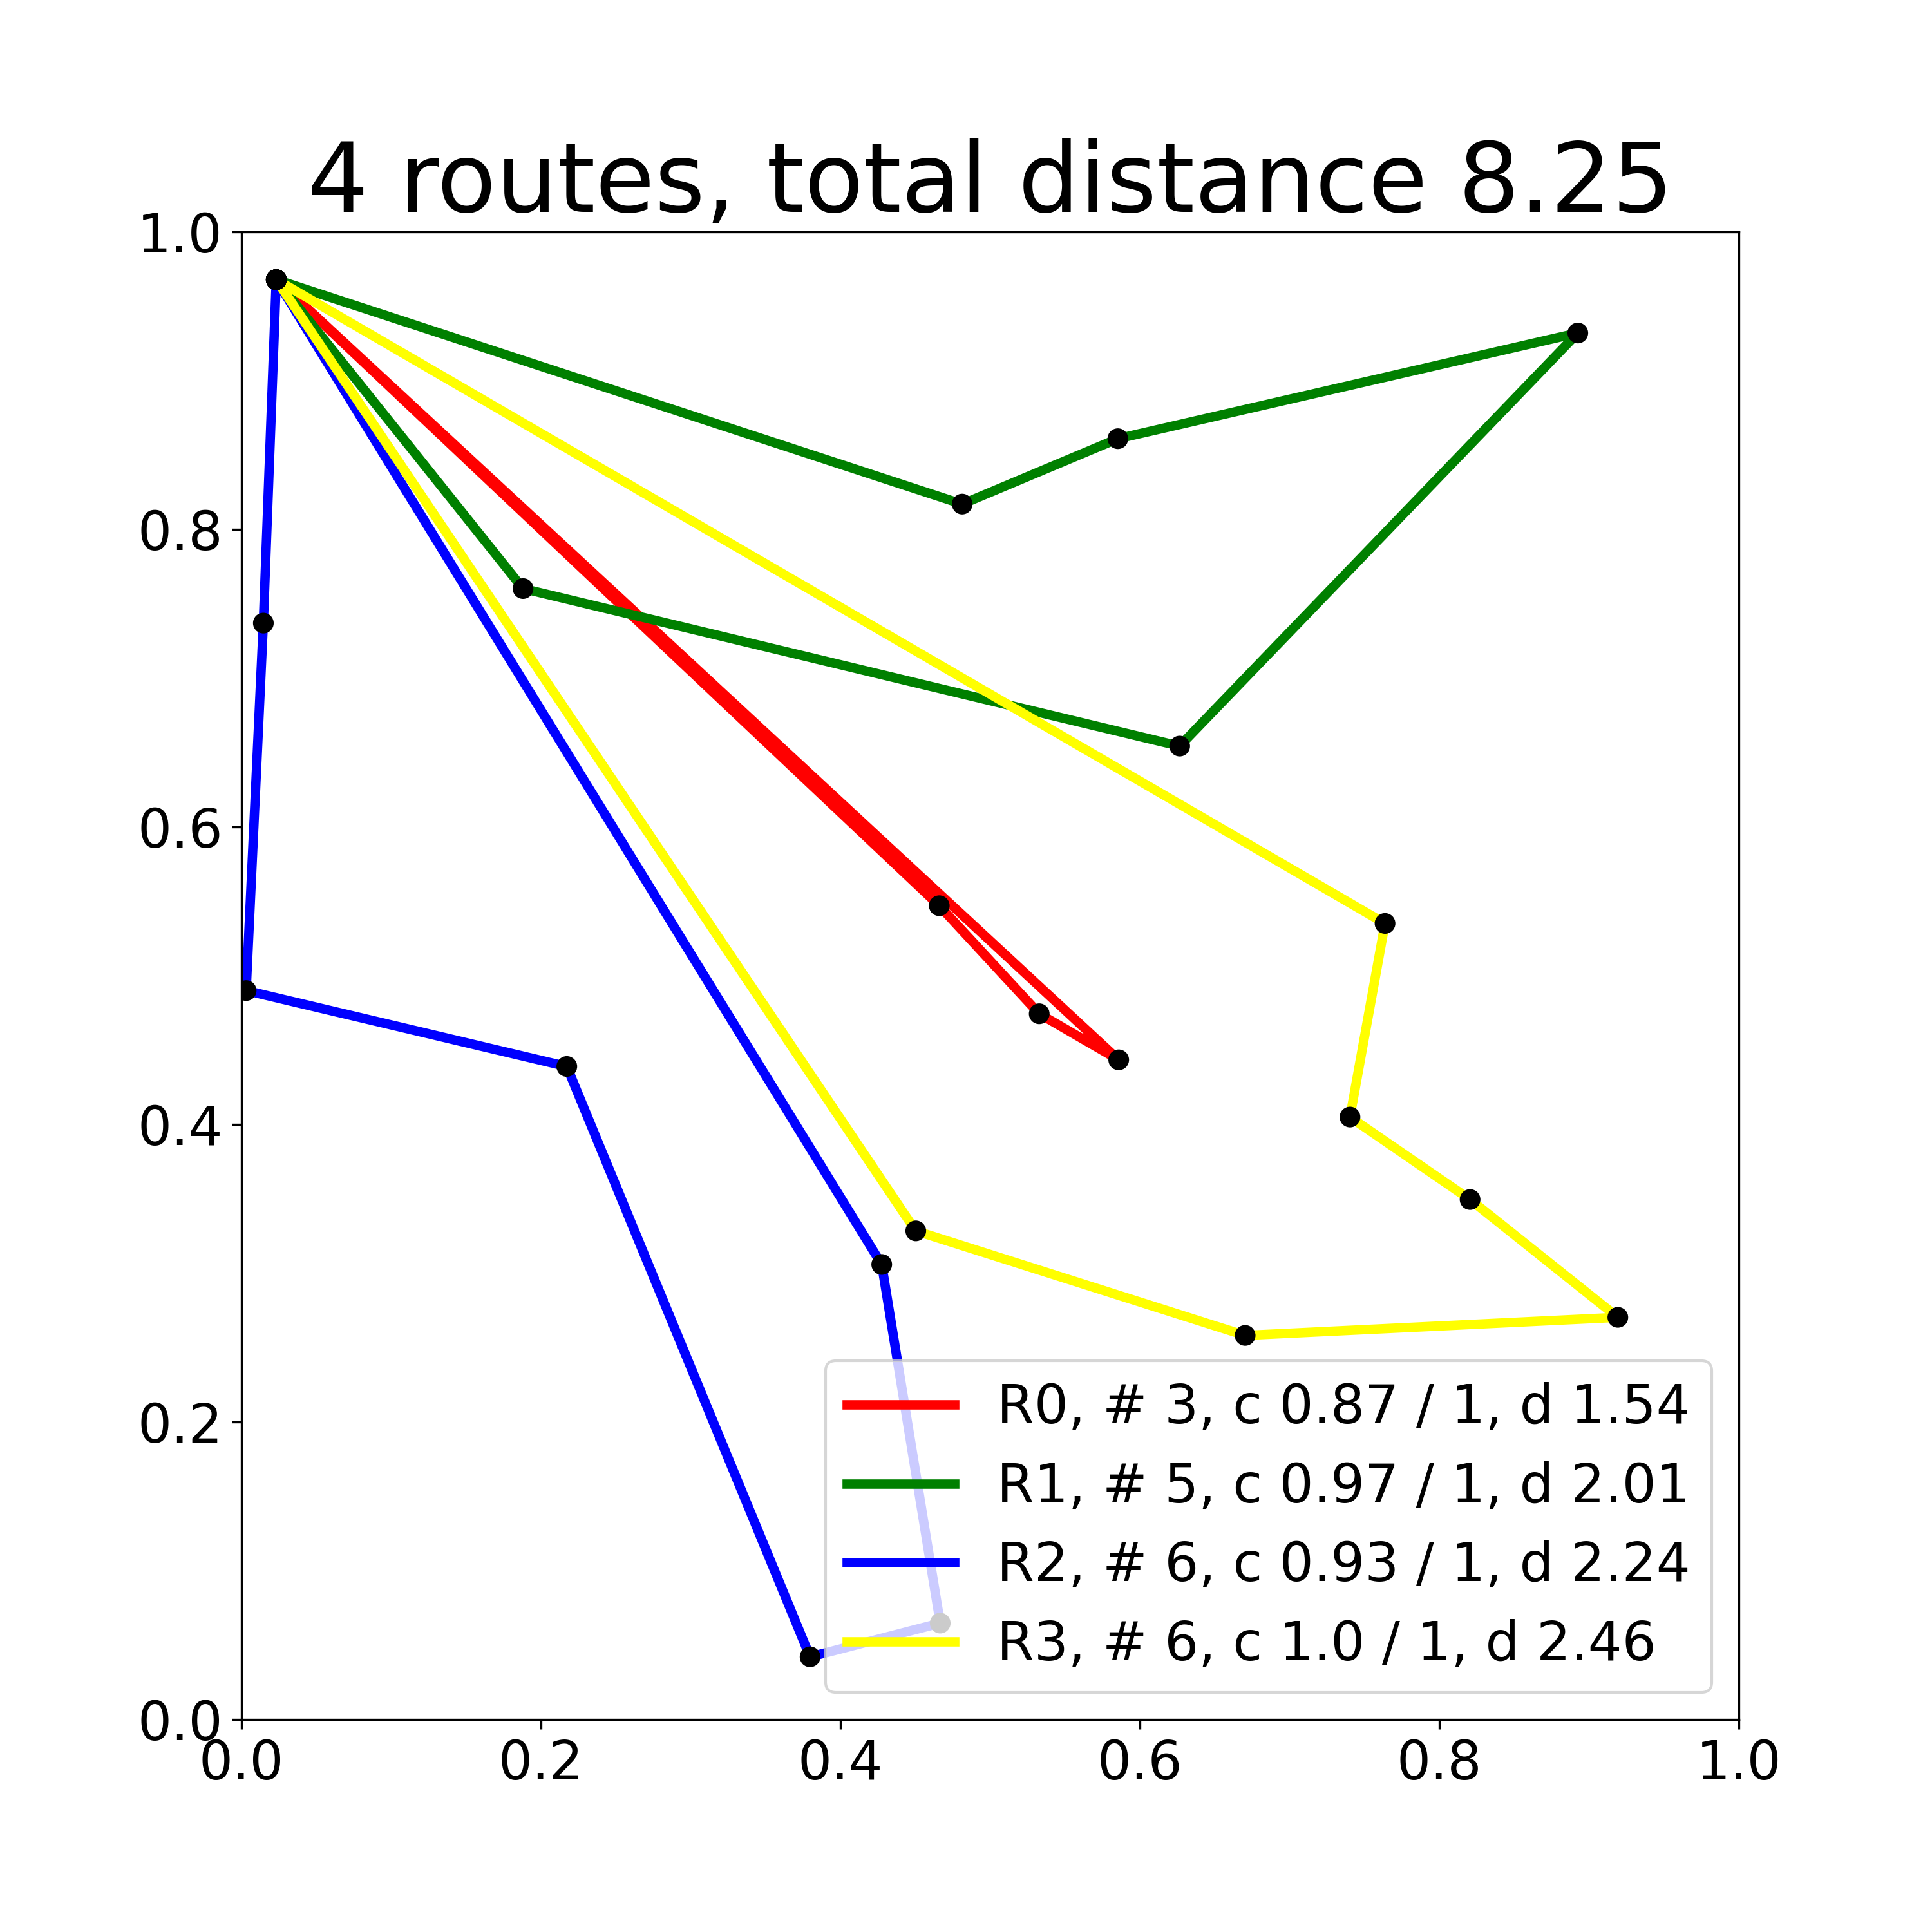 4 routes, total distance 8.25
1.0
0.8
0.6
0.4
0.2
0.0
0.0 0.2 0.4 0.6 0.8 1.0
R0, # 3, c 0.87 / 1, d 1.54
R1, # 5, c 0.97 / 1, d 2.01
R2, # 6, c 0.93 / 1, d 2.24
R3, # 6, c 1.0 / 1, d 2.46